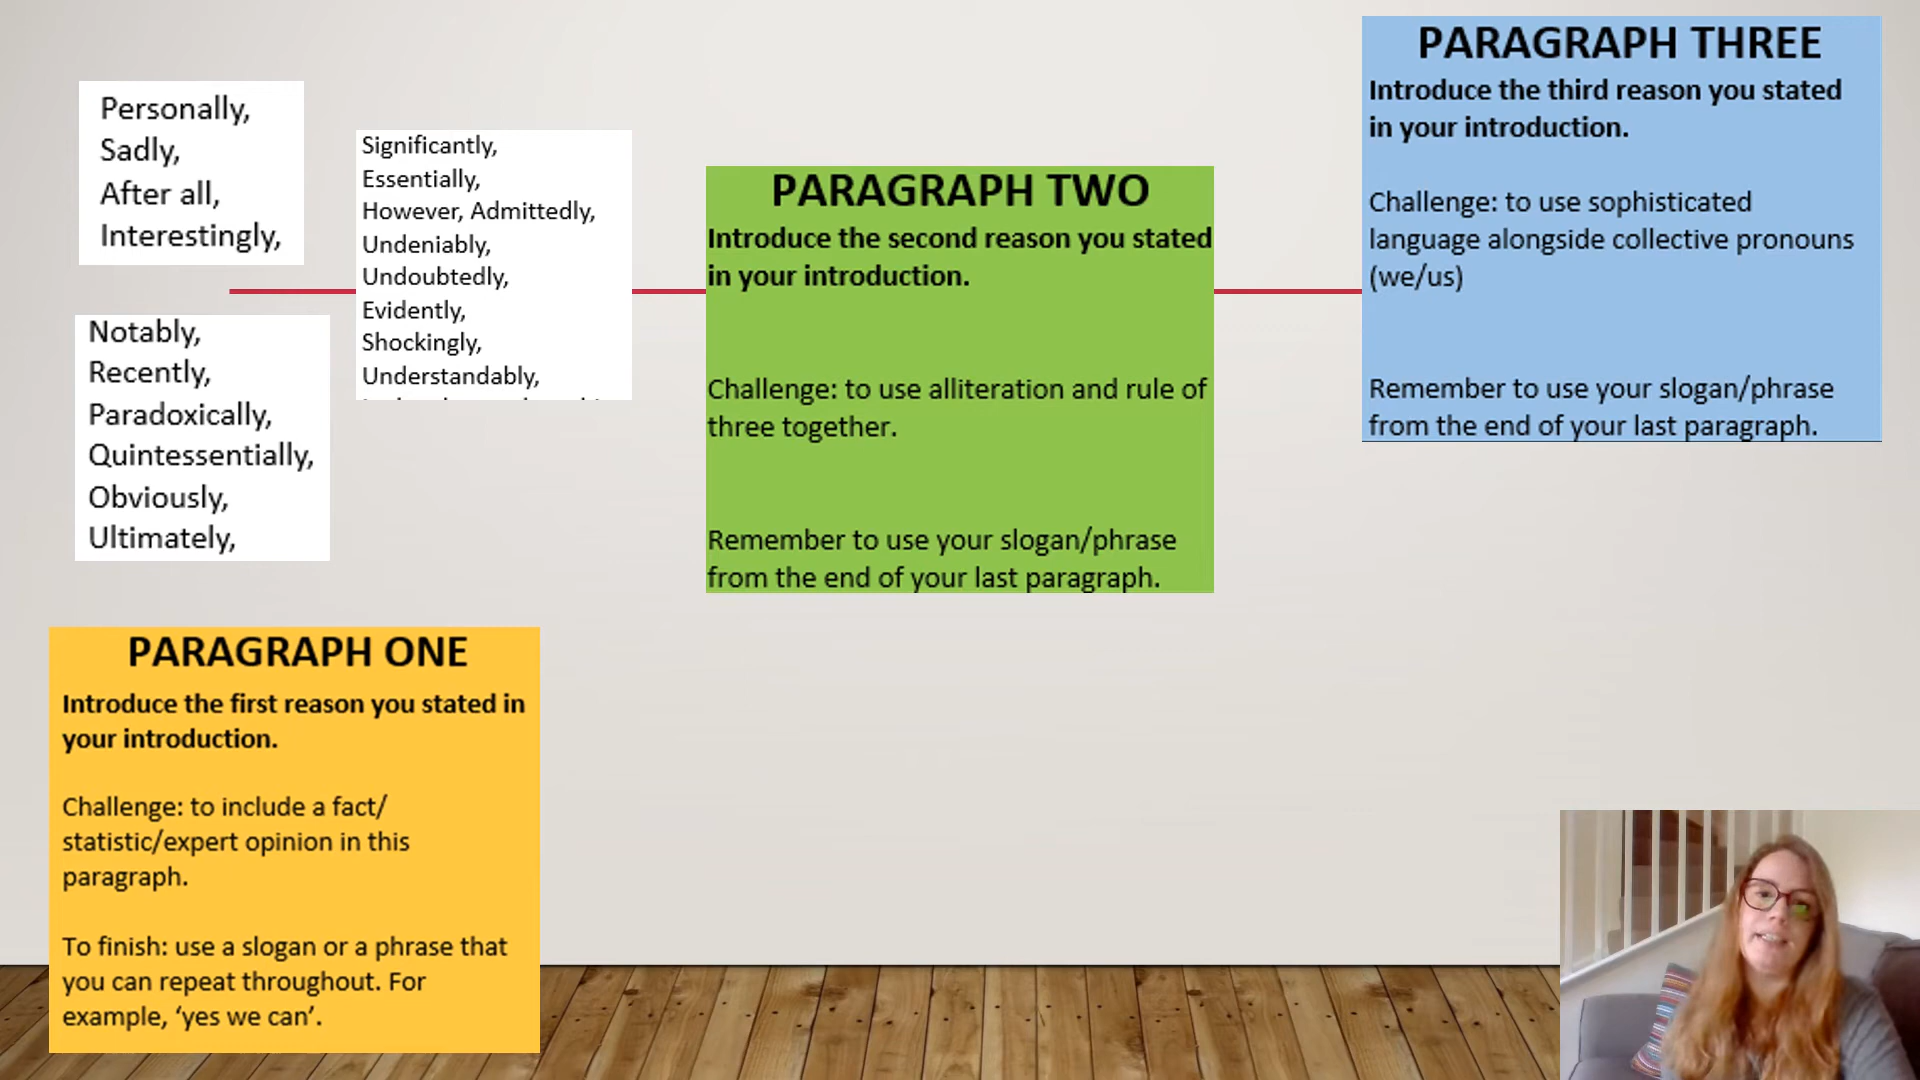 Personally,
Sadly,
After all,
Interestingly,
Notably,
Recently,
Paradoxically,
Quintessentially,
Obviously,
Ultimately,
Significantly,
Essentially,
However, Admittedly,
Undeniably,
Undoubtedly,
Evidently,
Shockingly,
Understandably,
PARAGRAPH ONE
Introduce the first reason you stated in
your introduction.
Challenge: to include a fact/
statistic/expert opinion in this
paragraph.
To finish: use a slogan or a phrase that
you can repeat throughout. For
example, ‘yes we can’.
PARAGRAPH TWO
Introduce the second reason you stated
in your introduction.
Challenge: to use alliteration and rule of
three together.
Remember to use your slogan/phrase
from the end of your last paragraph.
PARAGRAPH THREE
Introduce the third reason you stated
in your introduction.
Challenge: to use sophisticated
language alongside collective pronouns
(we/us)
Remember to use your slogan/phrase
from the end of your last paragraph.